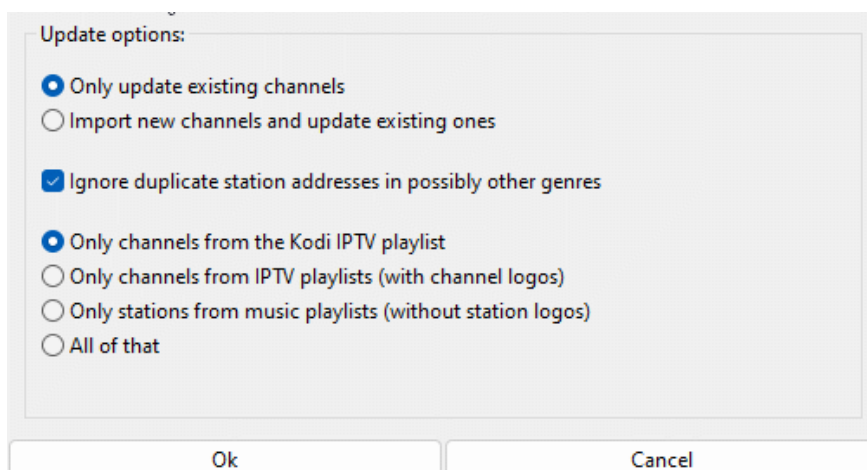 Update options:
Only update existing channels
Import new channels and update existing ones
Ignore duplicate station addresses in possibly other genres
Only channels from the Kodi IPTV playlist
Only channels from IPTV playlists (with channel logos)
Only stations from music playlists (without station logos)
All of that
Ok
Cancel